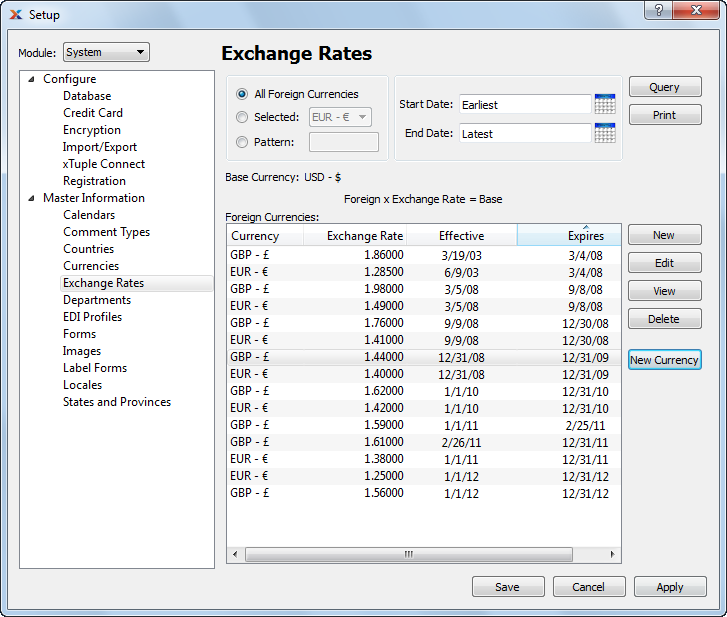 Setup
?
Module: System
Configure
Database
Credit Card
Encryption
Import/Export
xTuple Connect
Registration
Master Information
Calendars
Comment Types
Countries
Currencies
Exchange Rates
Departments
EDI Profiles
Forms
Images
Label Forms
Locales
States and Provinces
Exchange Rates
All Foreign Currencies
Selected: EUR - €
Pattern:
Start Date: Earliest
End Date: Latest
Query
Print
Base Currency: USD - $
Foreign x Exchange Rate = Base
Foreign Currencies:
Currency Exchange Rate Effective Expires
GBP - £ 1.86000 3/19/03 3/4/08
EUR - € 1.28500 6/9/03 3/4/08
GBP - £ 1.98000 3/5/08 9/8/08
EUR - € 1.49000 3/5/08 9/8/08
GBP - £ 1.76000 9/9/08 12/30/08
EUR - € 1.41000 9/9/08 12/30/08
GBP - £ 1.44000 12/31/08 12/31/09
EUR - € 1.40000 12/31/08 12/31/09
GBP - £ 1.62000 1/1/10 12/31/10
EUR - € 1.42000 1/1/10 12/31/10
GBP - £ 1.59000 1/1/11 2/25/11
GBP - £ 1.61000 2/26/11 12/31/11
EUR - € 1.38000 1/1/11 12/31/11
EUR - € 1.25000 1/1/12 12/31/12
GBP - £ 1.56000 1/1/12 12/31/12
New
Edit
View
Delete
New Currency
Save Cancel Apply